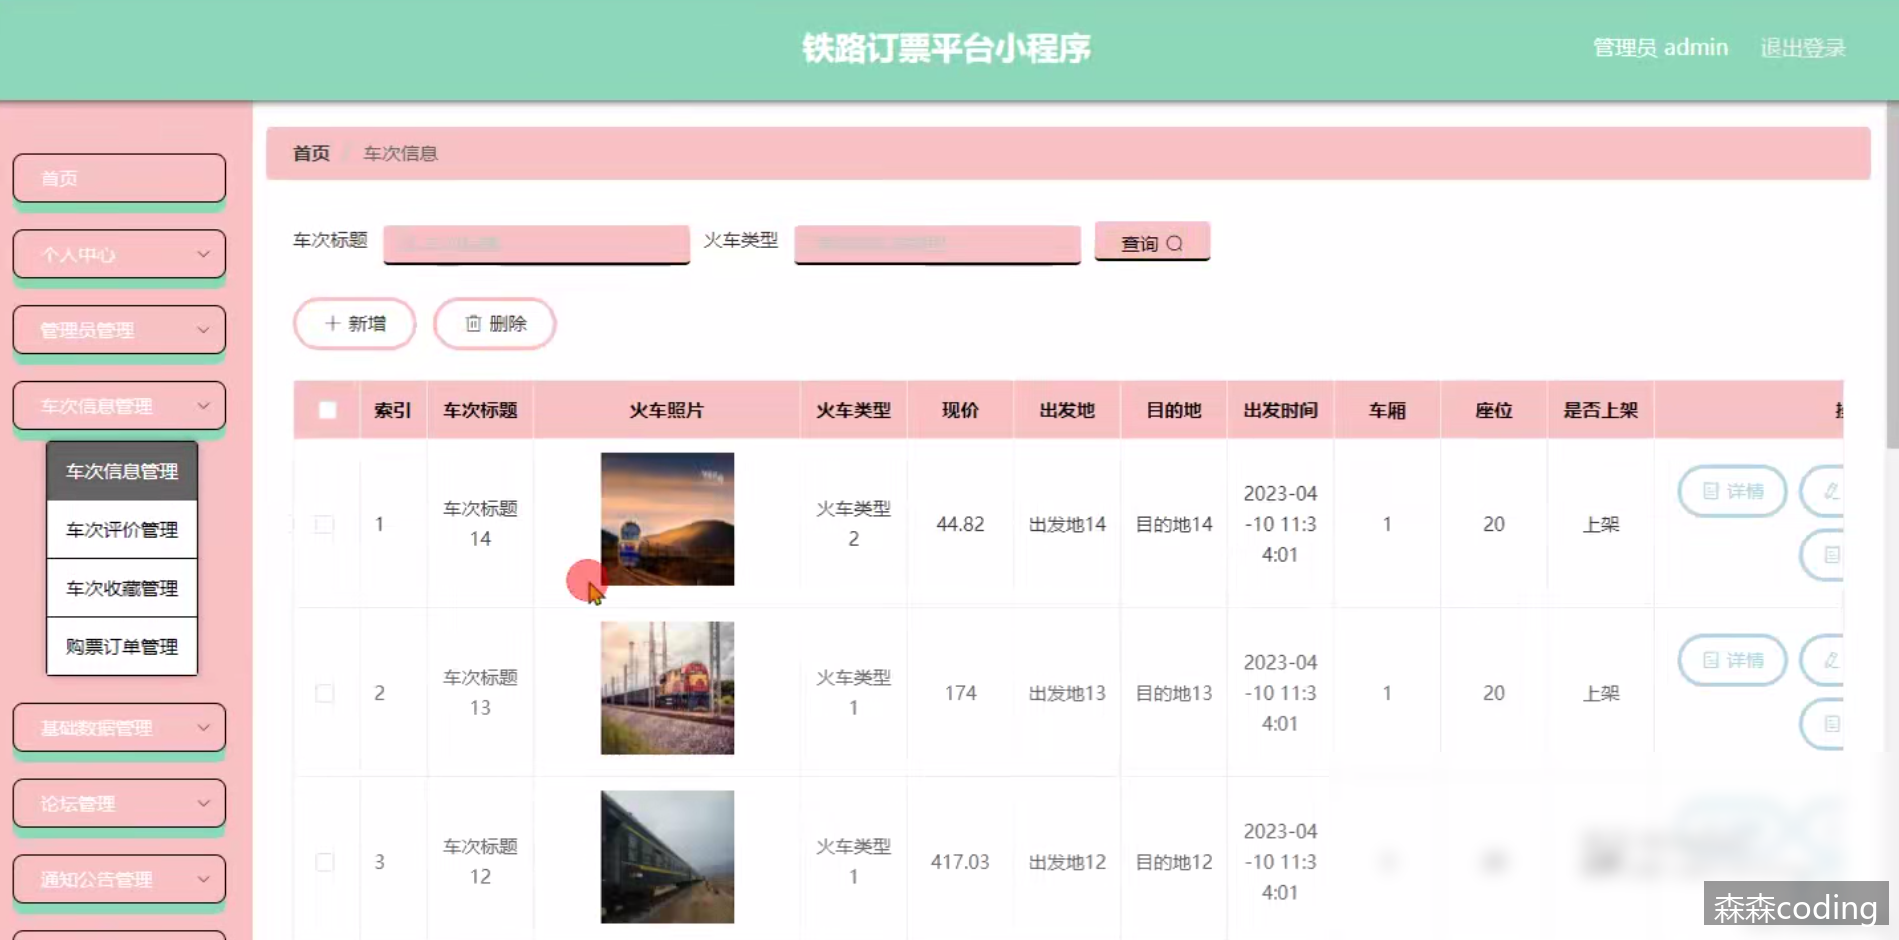 铁路订票平台小程序
管理员 admin
退出登录
首页
个人中心
管理员管理
车次信息管理
车次信息管理
车次评价管理
车次收藏管理
购票订单管理
基础数据管理
论坛管理
通知公告管理
首页 / 车次信息
车次标题
火车类型
查询
新增
删除
索引 车次标题 火车照片 火车类型 现价 出发地 目的地 出发时间 车厢 座位 是否上架
1 车次标题14 火车类型2 44.82 出发地14 目的地14 2023-04-10 11:34:01 1 20 上架 详情
2 车次标题13 火车类型1 174 出发地13 目的地13 2023-04-10 11:34:01 1 20 上架 详情
3 车次标题12 火车类型1 417.03 出发地12 目的地12 2023-04-10 11:34:01
森森coding